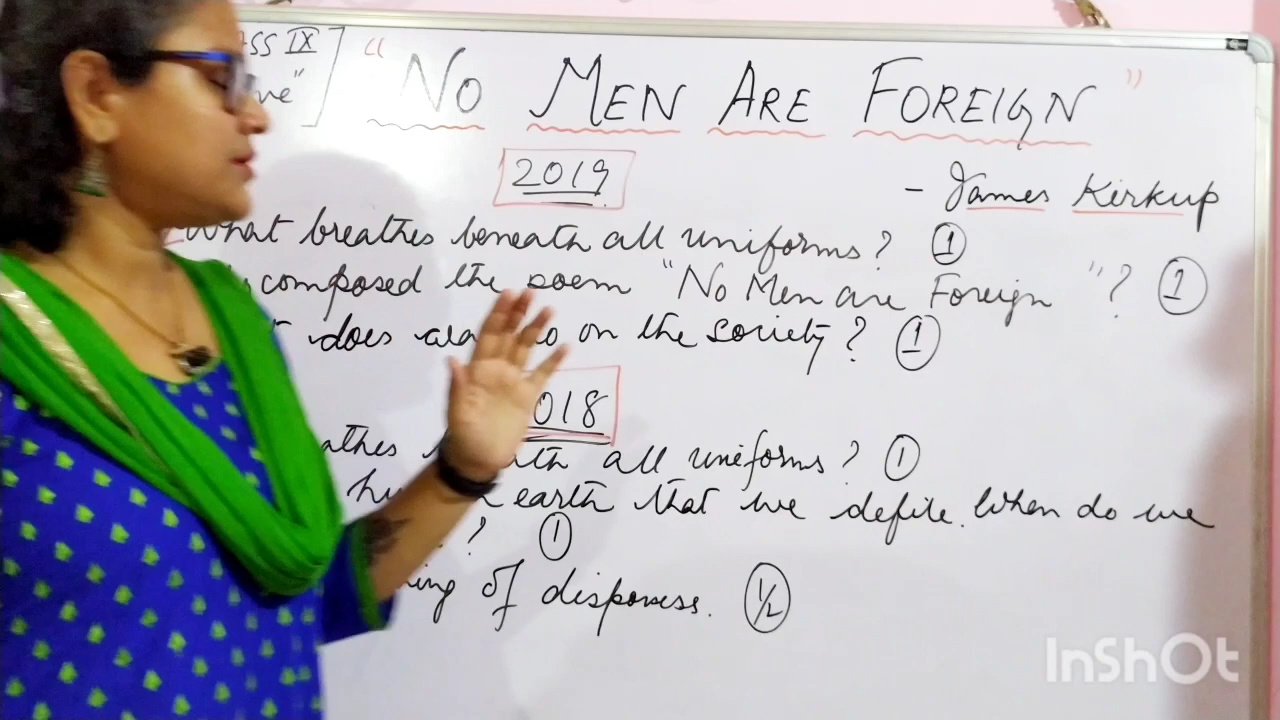 IX
" NO MEN ARE FOREIGN "
2019
- James Kirkup
What breathes beneath all uniforms? 1
composed the poem "No Men are Foreign "? 1
does on the society? 1
all uniforms? 1
earth that we defile. When do we
? 1
of dispossess. 1/2
InShOt